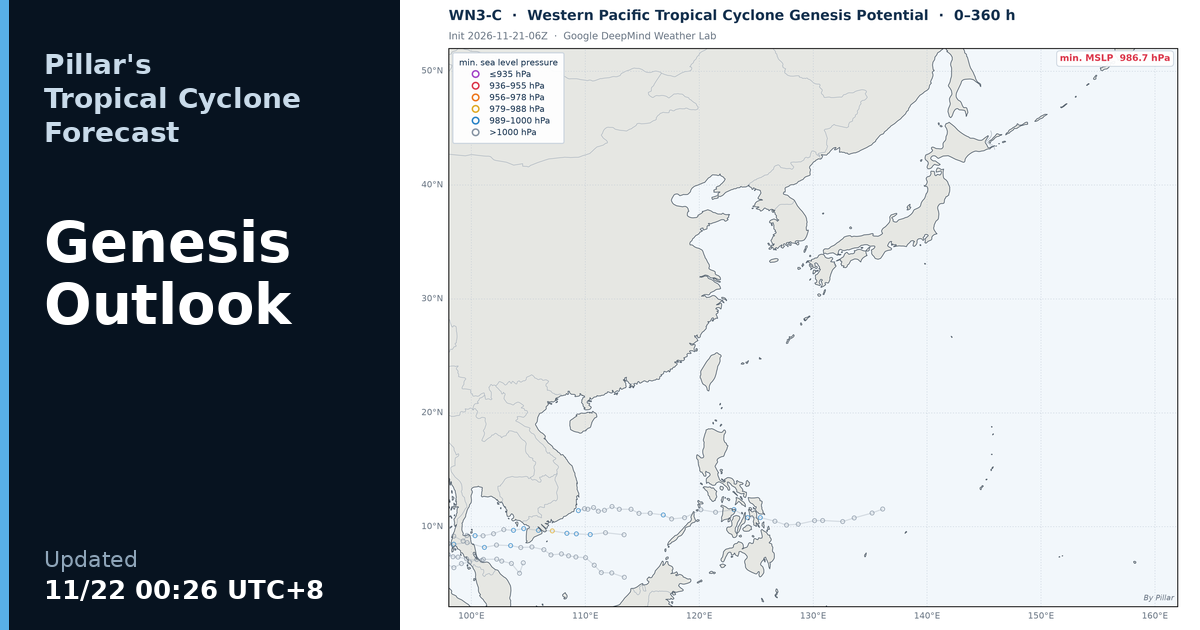 Pillar's
Tropical Cyclone
Forecast
Genesis
Outlook
Updated
11/22 00:26 UTC+8
WN3-C · Western Pacific Tropical Cyclone Genesis Potential · 0–360 h
Init 2026-11-21-06Z · Google DeepMind Weather Lab
min. sea level pressure
≤935 hPa
936–955 hPa
956–978 hPa
979–988 hPa
989–1000 hPa
>1000 hPa
min. MSLP 986.7 hPa
50°N
40°N
30°N
20°N
10°N
By Pillar
100°E
110°E
120°E
130°E
140°E
150°E
160°E